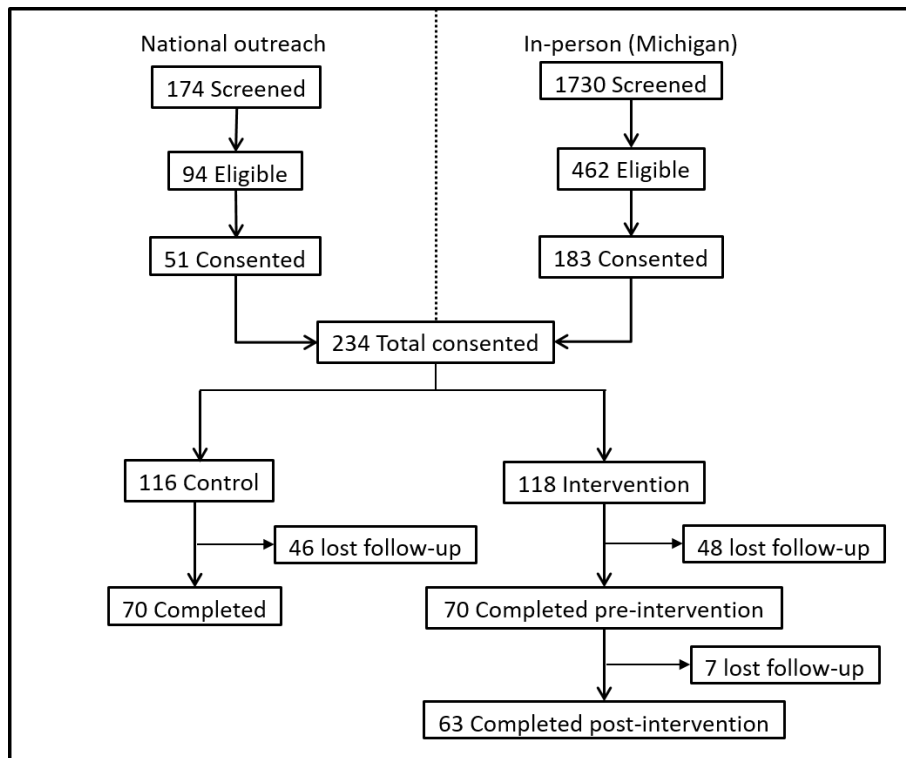 National outreach
In-person (Michigan)
174 Screened
1730 Screened
94 Eligible
462 Eligible
51 Consented
183 Consented
234 Total consented
116 Control
118 Intervention
46 lost follow-up
48 lost follow-up
70 Completed
70 Completed pre-intervention
7 lost follow-up
63 Completed post-intervention